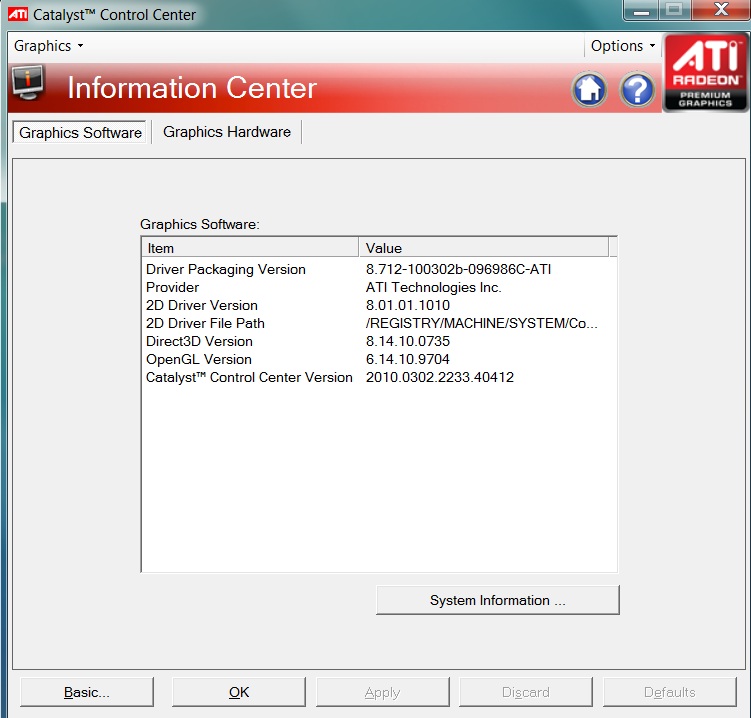 ATI Catalyst™ Control Center
Graphics Options
ATI
RADEON™
PREMIUM
GRAPHICS
Information Center
Graphics Software Graphics Hardware
Graphics Software:
Item Value
Driver Packaging Version 8.712-100302b-096986C-ATI
Provider ATI Technologies Inc.
2D Driver Version 8.01.01.1010
2D Driver File Path /REGISTRY/MACHINE/SYSTEM/Co...
Direct3D Version 8.14.10.0735
OpenGL Version 6.14.10.9704
Catalyst™ Control Center Version 2010.0302.2233.40412
System Information ...
Basic... OK Apply Discard Defaults